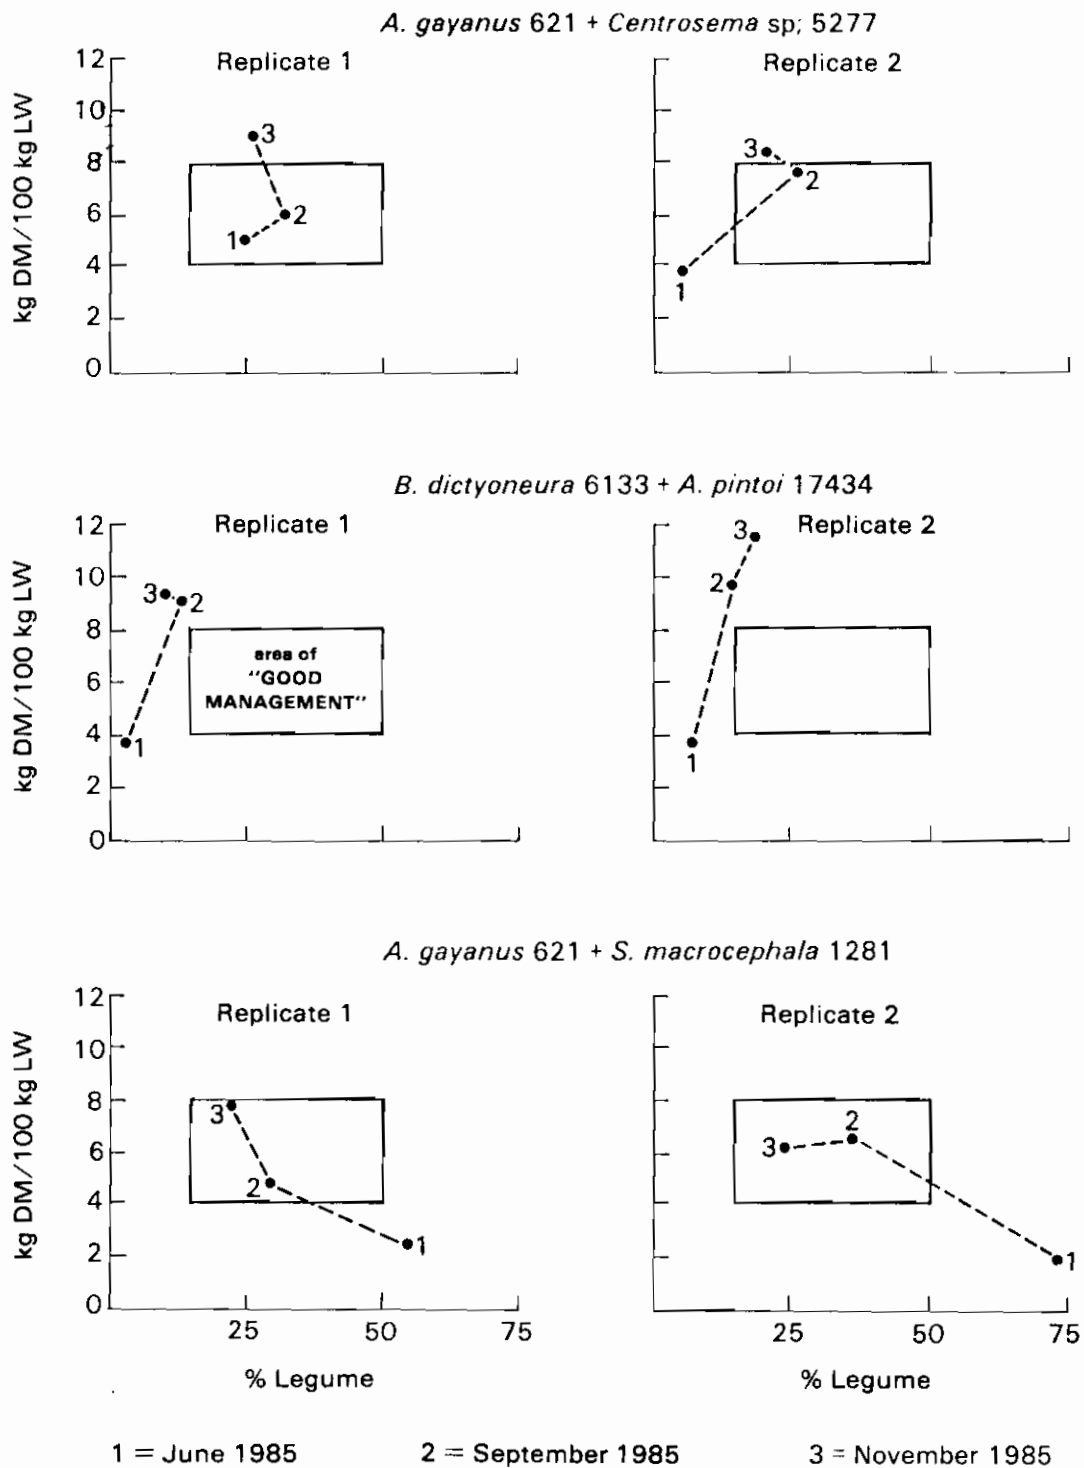 A. gayanus 621 + Centrosema sp; 5277
Replicate 1
Replicate 2
kg DM/100 kg LW
12
10
8
6
4
2
0
3
2
1
3
2
1
B. dictyoneura 6133 + A. pintoi 17434
Replicate 1
Replicate 2
kg DM/100 kg LW
12
10
8
6
4
2
0
3
2
1
area of
"GOOD
MANAGEMENT"
3
2
1
A. gayanus 621 + S. macrocephala 1281
Replicate 1
Replicate 2
kg DM/100 kg LW
12
10
8
6
4
2
0
3
2
1
3
2
1
25
50
75
25
50
75
% Legume
% Legume
1 = June 1985
2 = September 1985
3 = November 1985